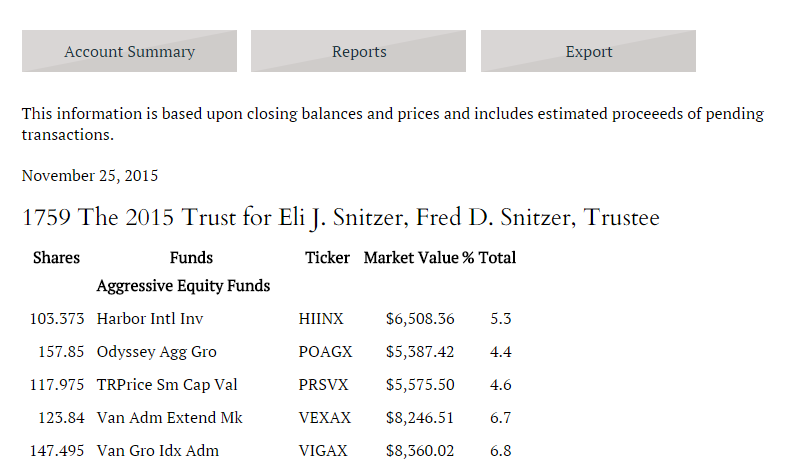 Account Summary Reports Export
This information is based upon closing balances and prices and includes estimated proceeeds of pending
transactions.
November 25, 2015
1759 The 2015 Trust for Eli J. Snitzer, Fred D. Snitzer, Trustee
Shares Funds Ticker Market Value % Total
Aggressive Equity Funds
103.373 Harbor Intl Inv HIINX $6,508.36 5.3
157.85 Odyssey Agg Gro POAGX $5,387.42 4.4
117.975 TRPrice Sm Cap Val PRSVX $5,575.50 4.6
123.84 Van Adm Extend Mk VEXAX $8,246.51 6.7
147.495 Van Gro Idx Adm VIGAX $8,360.02 6.8